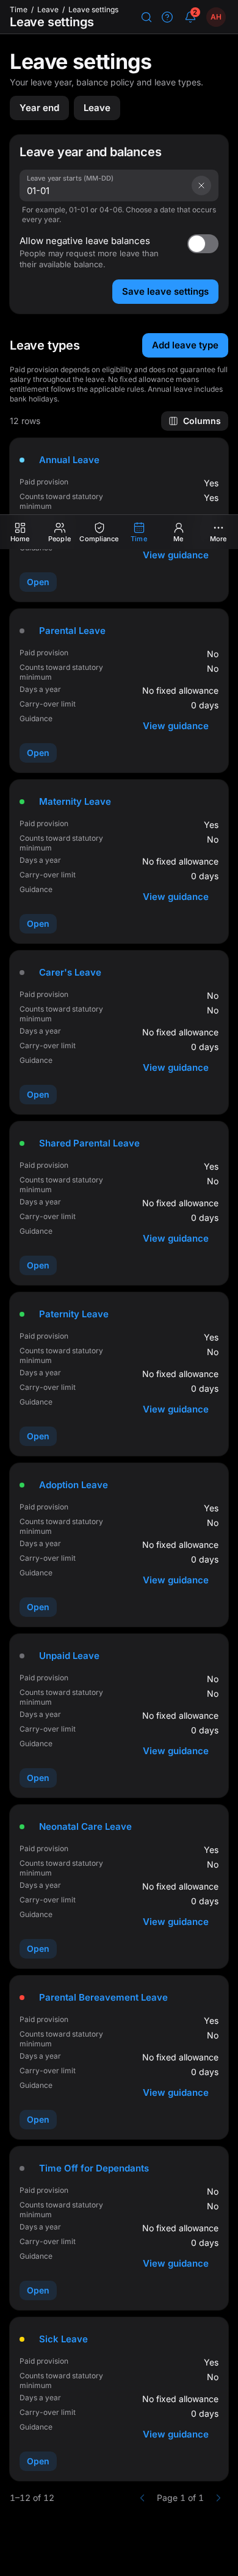 Time / Leave / Leave settings
Leave settings
2
AH
Leave settings
Your leave year, balance policy and leave types.
Year end
Leave
Leave year and balances
Leave year starts (MM-DD)
01-01
For example, 01-01 or 04-06. Choose a date that occurs
every year.
Allow negative leave balances
People may request more leave than
their available balance.
Save leave settings
Leave types
Add leave type
Paid provision depends on eligibility and does not guarantee full
salary throughout the leave. No fixed allowance means
entitlement follows the applicable rules. Annual leave includes
bank holidays.
12 rows
Columns
Annual Leave
Paid provision
Yes
Counts toward statutory
minimum
Yes
Home
People
Compliance
Time
Me
More
Guidance
View guidance
Open
Parental Leave
Paid provision
No
Counts toward statutory
minimum
No
Days a year
No fixed allowance
Carry-over limit
0 days
Guidance
View guidance
Open
Maternity Leave
Paid provision
Yes
Counts toward statutory
minimum
No
Days a year
No fixed allowance
Carry-over limit
0 days
Guidance
View guidance
Open
Carer's Leave
Paid provision
No
Counts toward statutory
minimum
No
Days a year
No fixed allowance
Carry-over limit
0 days
Guidance
View guidance
Open
Shared Parental Leave
Paid provision
Yes
Counts toward statutory
minimum
No
Days a year
No fixed allowance
Carry-over limit
0 days
Guidance
View guidance
Open
Paternity Leave
Paid provision
Yes
Counts toward statutory
minimum
No
Days a year
No fixed allowance
Carry-over limit
0 days
Guidance
View guidance
Open
Adoption Leave
Paid provision
Yes
Counts toward statutory
minimum
No
Days a year
No fixed allowance
Carry-over limit
0 days
Guidance
View guidance
Open
Unpaid Leave
Paid provision
No
Counts toward statutory
minimum
No
Days a year
No fixed allowance
Carry-over limit
0 days
Guidance
View guidance
Open
Neonatal Care Leave
Paid provision
Yes
Counts toward statutory
minimum
No
Days a year
No fixed allowance
Carry-over limit
0 days
Guidance
View guidance
Open
Parental Bereavement Leave
Paid provision
Yes
Counts toward statutory
minimum
No
Days a year
No fixed allowance
Carry-over limit
0 days
Guidance
View guidance
Open
Time Off for Dependants
Paid provision
No
Counts toward statutory
minimum
No
Days a year
No fixed allowance
Carry-over limit
0 days
Guidance
View guidance
Open
Sick Leave
Paid provision
Yes
Counts toward statutory
minimum
No
Days a year
No fixed allowance
Carry-over limit
0 days
Guidance
View guidance
Open
1–12 of 12
Page 1 of 1